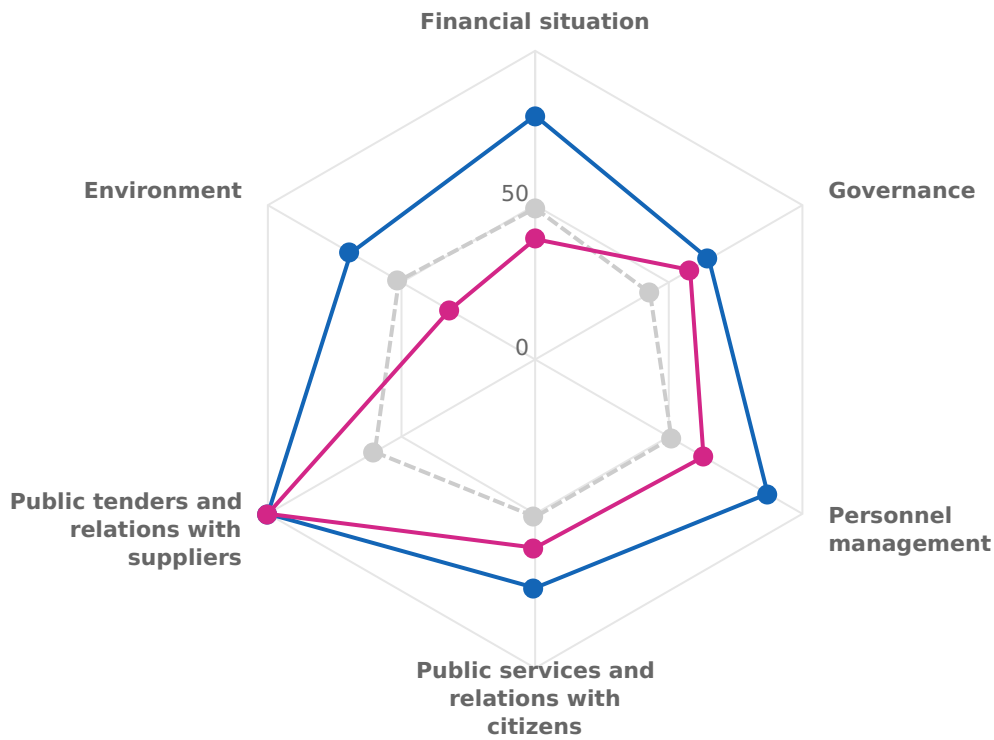 Financial situation
Environment
50
Governance
0
Public tenders and
relations with
suppliers
Personnel
management
Public services and
relations with
citizens